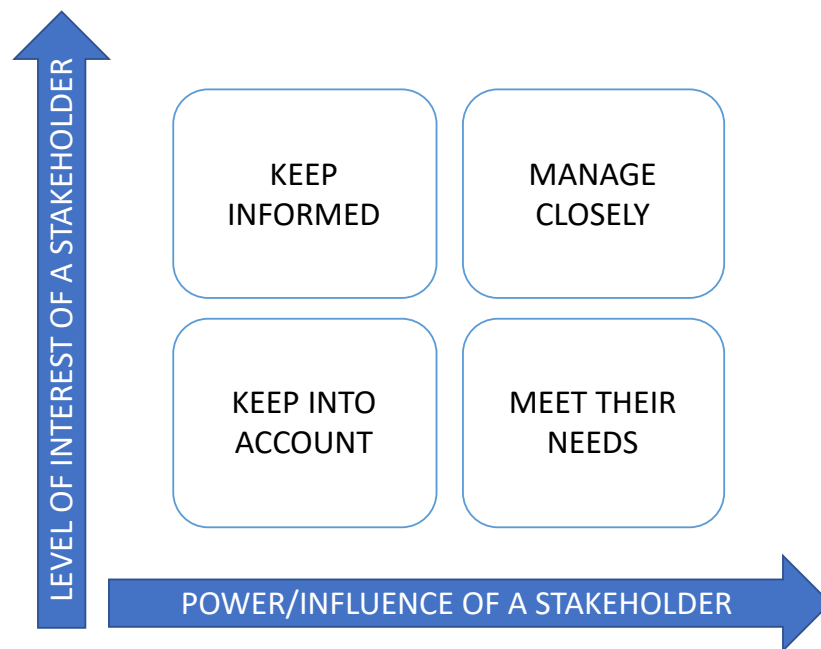 LEVEL OF INTEREST OF A STAKEHOLDER
KEEP
INFORMED
MANAGE
CLOSELY
KEEP INTO
ACCOUNT
MEET THEIR
NEEDS
POWER/INFLUENCE OF A STAKEHOLDER